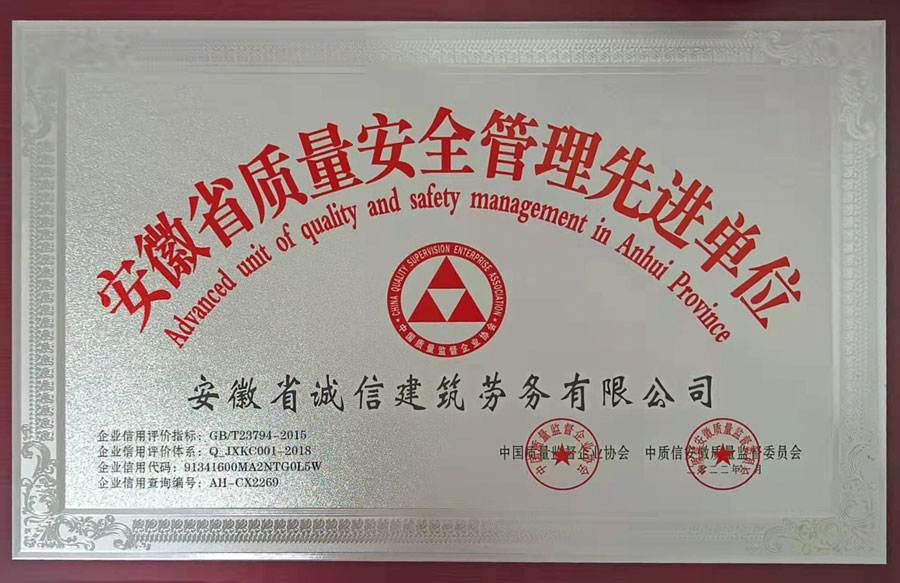 安徽省质量安全管理先进单位
Advanced unit of quality and safety management in Anhui Province
CHINA QUALITY SUPERVISION ENTERPRISE ASSOCIATION
中国质量监督企业协会
安徽省诚信建筑劳务有限公司
企业信用评价指标：GB/T23794-2015
企业信用评价体系：Q_JXKC001-2018
企业信用代码：91341600MA2NTG0L5W
企业信用查询编号：AH-CX2269
中国质量监督企业协会 中质信安徽质量监督委员会